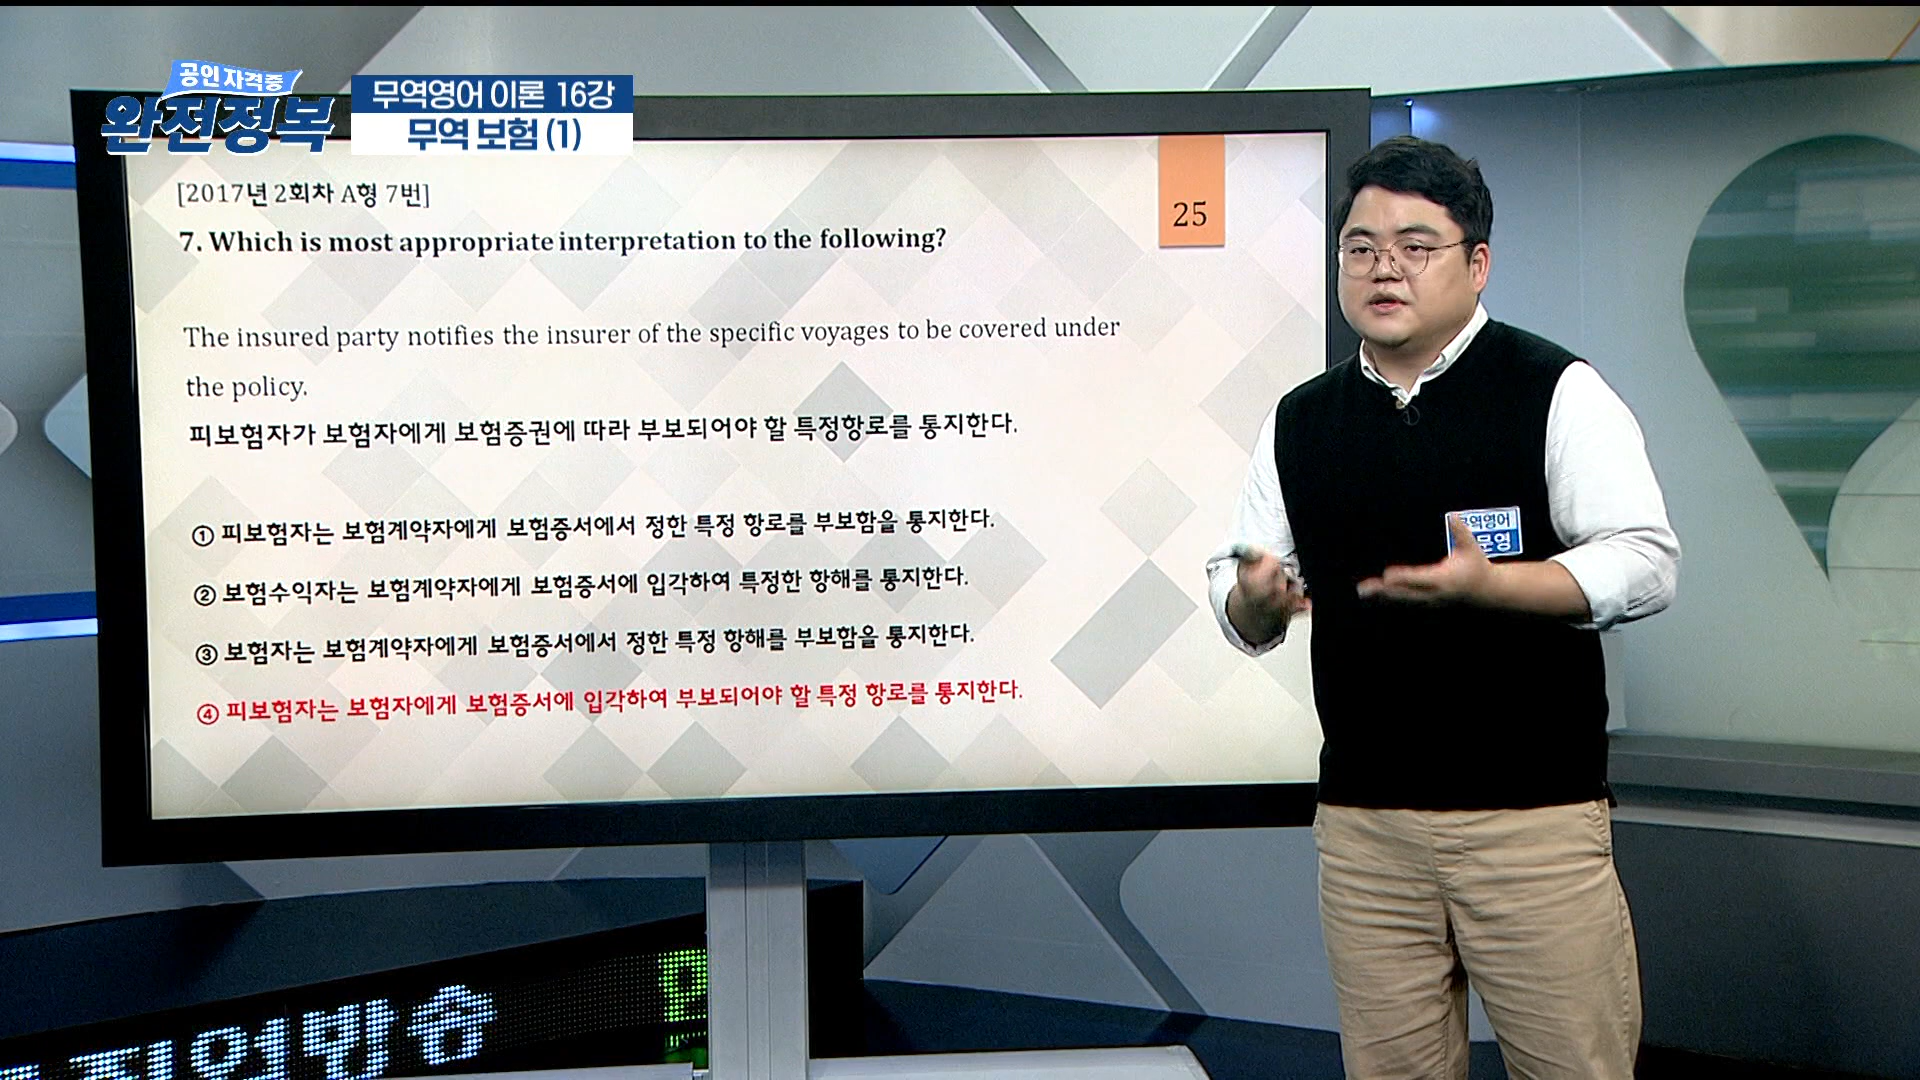 공인자격증
완전정복
무역영어 이론 16강
무역 보험 (1)
[2017년 2회차 A형 7번]
25
7. Which is most appropriate interpretation to the following?
The insured party notifies the insurer of the specific voyages to be covered under
the policy.
피보험자가 보험자에게 보험증권에 따라 부보되어야 할 특정항로를 통지한다.
① 피보험자는 보험계약자에게 보험증서에서 정한 특정 항로를 부보함을 통지한다.
② 보험수익자는 보험계약자에게 보험증서에 입각하여 특정한 항해를 통지한다.
③ 보험자는 보험계약자에게 보험증서에서 정한 특정 항해를 부보함을 통지한다.
④ 피보험자는 보험자에게 보험증서에 입각하여 부보되어야 할 특정 항로를 통지한다.
무역영어
문영
직업방송